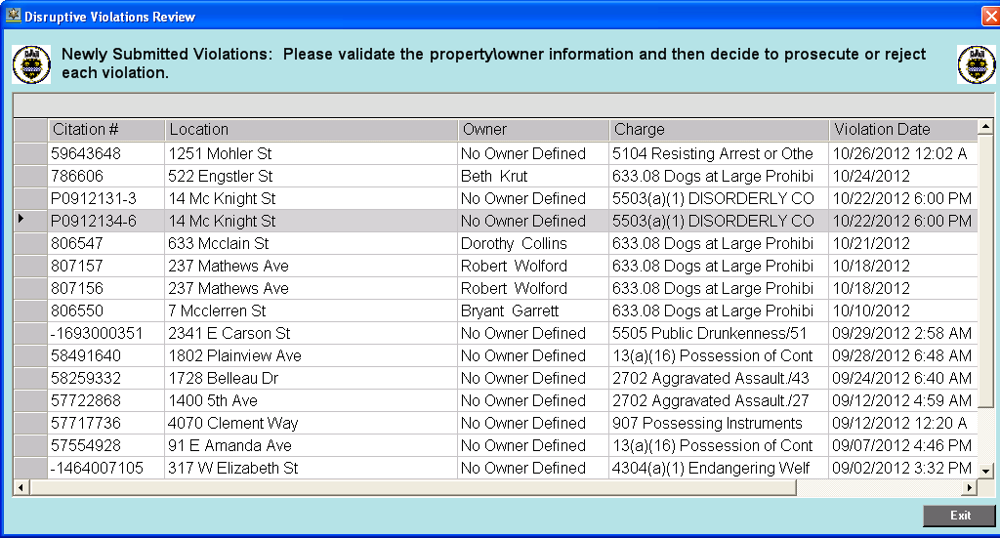 Disruptive Violations Review
Newly Submitted Violations: Please validate the property\owner information and then decide to prosecute or reject
each violation.
Citation # Location Owner Charge Violation Date
59643648 1251 Mohler St No Owner Defined 5104 Resisting Arrest or Othe 10/26/2012 12:02 A
786606 522 Engstler St Beth Krut 633.08 Dogs at Large Prohibi 10/24/2012
P0912131-3 14 Mc Knight St No Owner Defined 5503(a)(1) DISORDERLY CO 10/22/2012 6:00 PM
P0912134-6 14 Mc Knight St No Owner Defined 5503(a)(1) DISORDERLY CO 10/22/2012 6:00 PM
806547 633 Mcclain St Dorothy Collins 633.08 Dogs at Large Prohibi 10/21/2012
807157 237 Mathews Ave Robert Wolford 633.08 Dogs at Large Prohibi 10/18/2012
807156 237 Mathews Ave Robert Wolford 633.08 Dogs at Large Prohibi 10/18/2012
806550 7 Mcclerren St Bryant Garrett 633.08 Dogs at Large Prohibi 10/10/2012
-1693000351 2341 E Carson St No Owner Defined 5505 Public Drunkenness/51 09/29/2012 2:58 AM
58491640 1802 Plainview Ave No Owner Defined 13(a)(16) Possession of Cont 09/28/2012 6:48 AM
58259332 1728 Belleau Dr No Owner Defined 2702 Aggravated Assault./43 09/24/2012 6:40 AM
57722868 1400 5th Ave No Owner Defined 2702 Aggravated Assault./27 09/12/2012 4:59 AM
57717736 4070 Clement Way No Owner Defined 907 Possessing Instruments 09/12/2012 12:20 A
57554928 91 E Amanda Ave No Owner Defined 13(a)(16) Possession of Cont 09/07/2012 4:46 PM
-1464007105 317 W Elizabeth St No Owner Defined 4304(a)(1) Endangering Welf 09/02/2012 3:32 PM
Exit